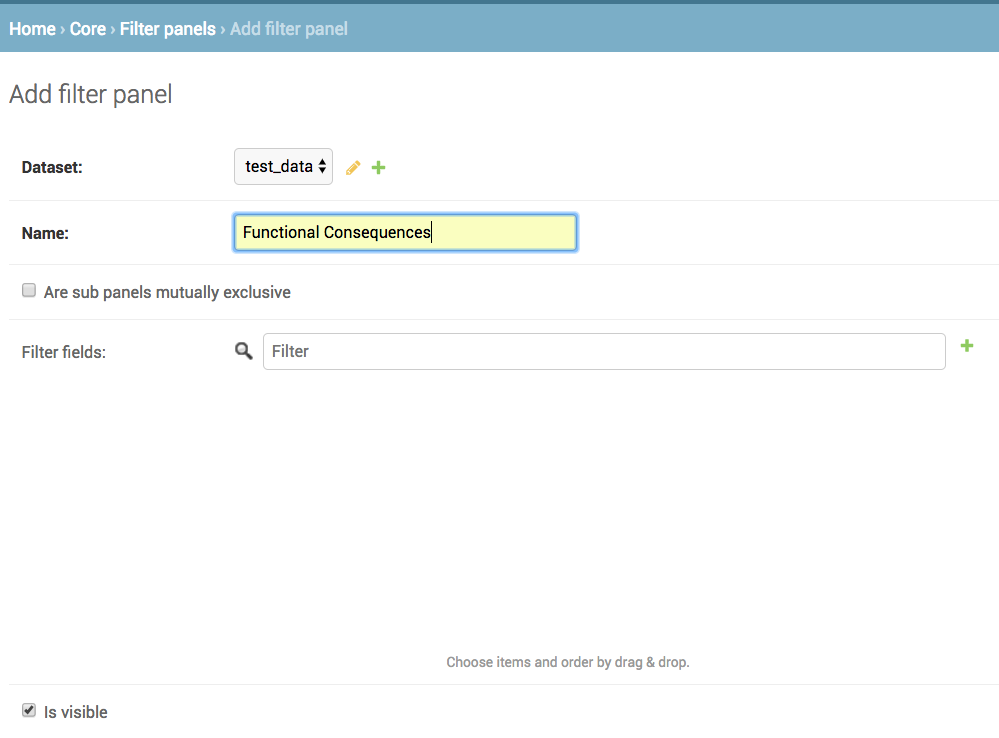 Home › Core › Filter panels › Add filter panel
Add filter panel
Dataset: test_data
Name: Functional Consequences
Are sub panels mutually exclusive
Filter fields: Filter
Choose items and order by drag & drop.
Is visible